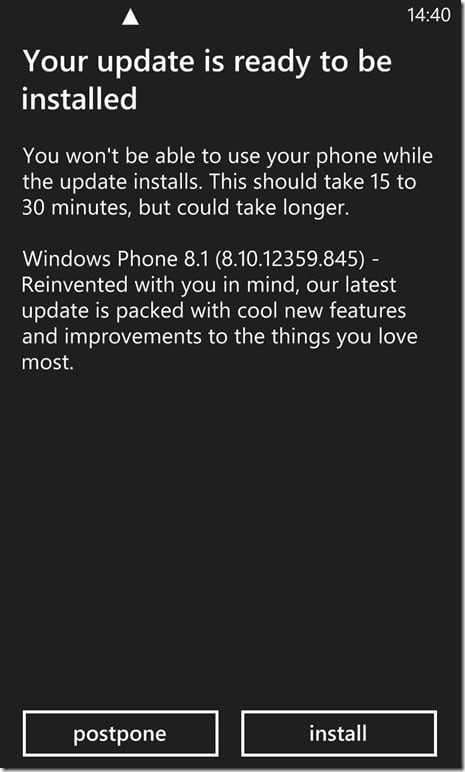 14:40
Your update is ready to be
installed
You won't be able to use your phone while
the update installs. This should take 15 to
30 minutes, but could take longer.
Windows Phone 8.1 (8.10.12359.845) -
Reinvented with you in mind, our latest
update is packed with cool new features
and improvements to the things you love
most.
postpone
install